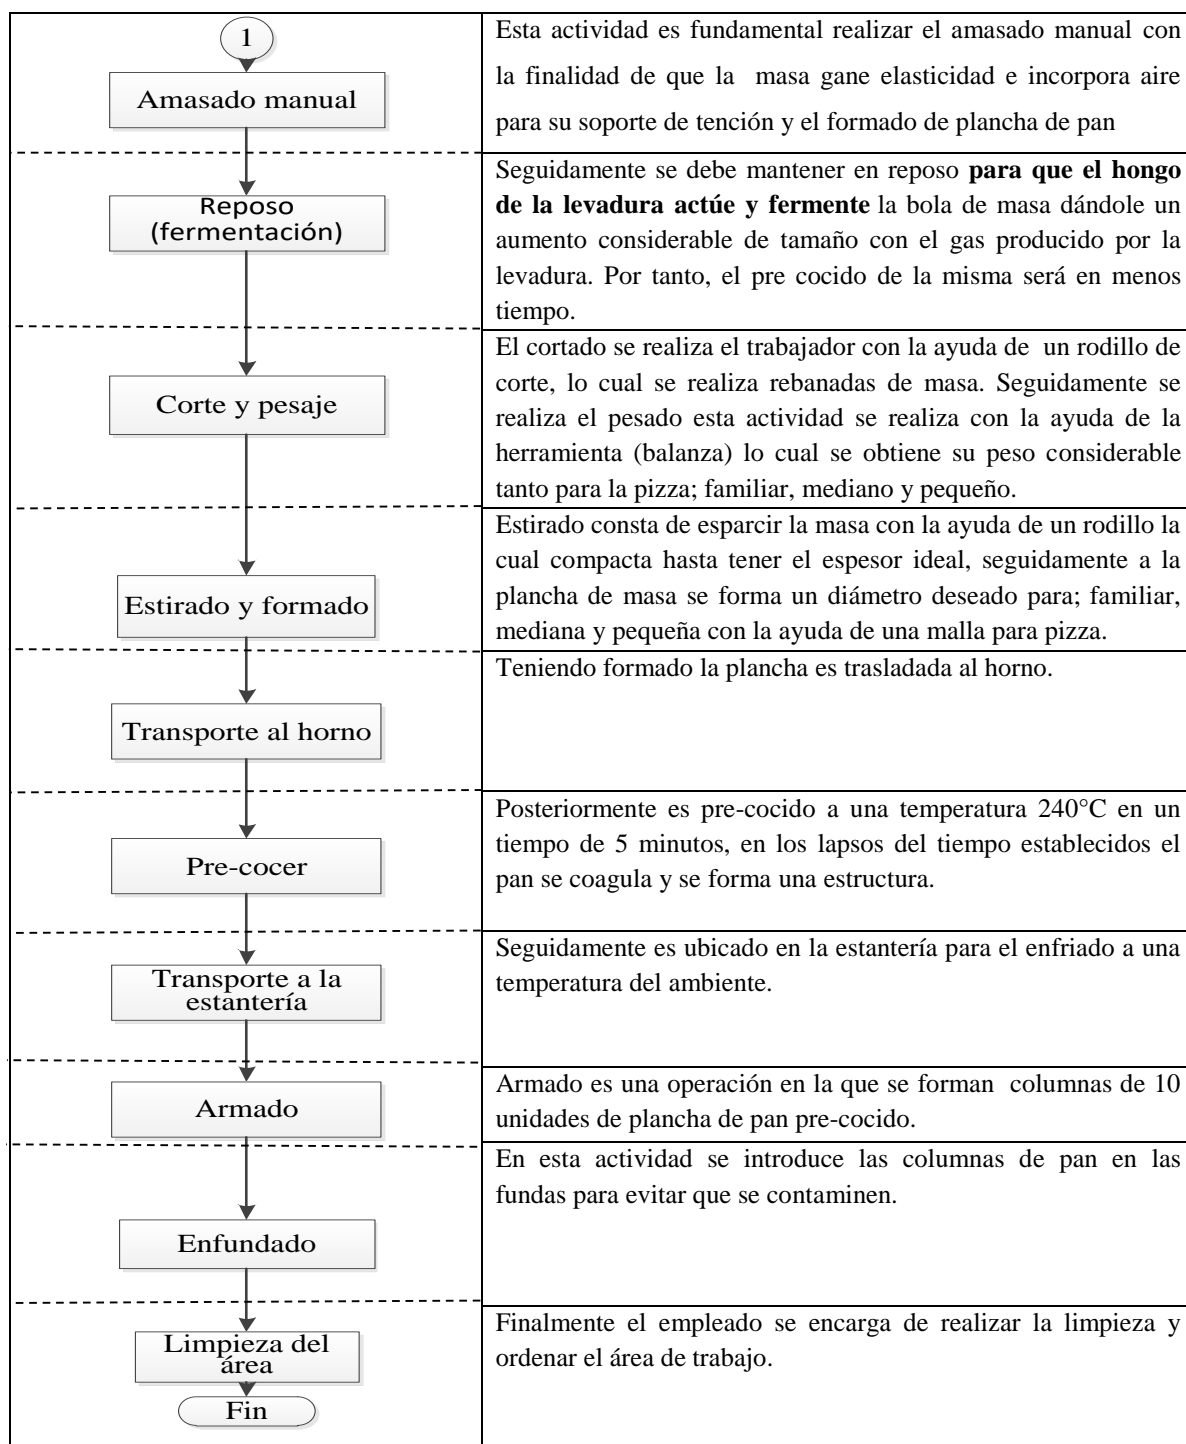 1
Amasado manual
Esta actividad es fundamental realizar el amasado manual con
la finalidad de que la masa gane elasticidad e incorpora aire
para su soporte de tención y el formado de plancha de pan
Reposo
(fermentación)
Seguidamente se debe mantener en reposo para que el hongo
de la levadura actúe y fermente la bola de masa dándole un
aumento considerable de tamaño con el gas producido por la
levadura. Por tanto, el pre cocido de la misma será en menos
tiempo.
Corte y pesaje
El cortado se realiza el trabajador con la ayuda de un rodillo de
corte, lo cual se realiza rebanadas de masa. Seguidamente se
realiza el pesado esta actividad se realiza con la ayuda de la
herramienta (balanza) lo cual se obtiene su peso considerable
tanto para la pizza; familiar, mediano y pequeño.
Estirado y formado
Estirado consta de esparcir la masa con la ayuda de un rodillo la
cual compacta hasta tener el espesor ideal, seguidamente a la
plancha de masa se forma un diámetro deseado para; familiar,
mediana y pequeña con la ayuda de una malla para pizza.
Transporte al horno
Teniendo formado la plancha es trasladada al horno.
Pre-cocer
Posteriormente es pre-cocido a una temperatura 240°C en un
tiempo de 5 minutos, en los lapsos del tiempo establecidos el
pan se coagula y se forma una estructura.
Transporte a la
estantería
Seguidamente es ubicado en la estantería para el enfriado a una
temperatura del ambiente.
Armado
Armado es una operación en la que se forman columnas de 10
unidades de plancha de pan pre-cocido.
Enfundado
En esta actividad se introduce las columnas de pan en las
fundas para evitar que se contaminen.
Limpieza del
área
Finalmente el empleado se encarga de realizar la limpieza y
ordenar el área de trabajo.
Fin